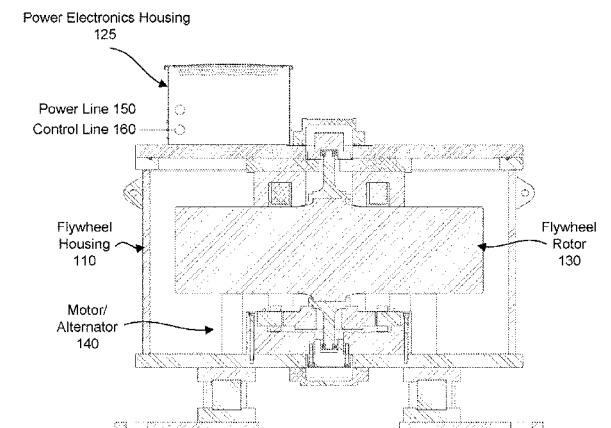 Power Electronics Housing
125
Power Line 150
Control Line 160
Flywheel
Housing
110
Flywheel
Rotor
130
Motor/
Alternator
140